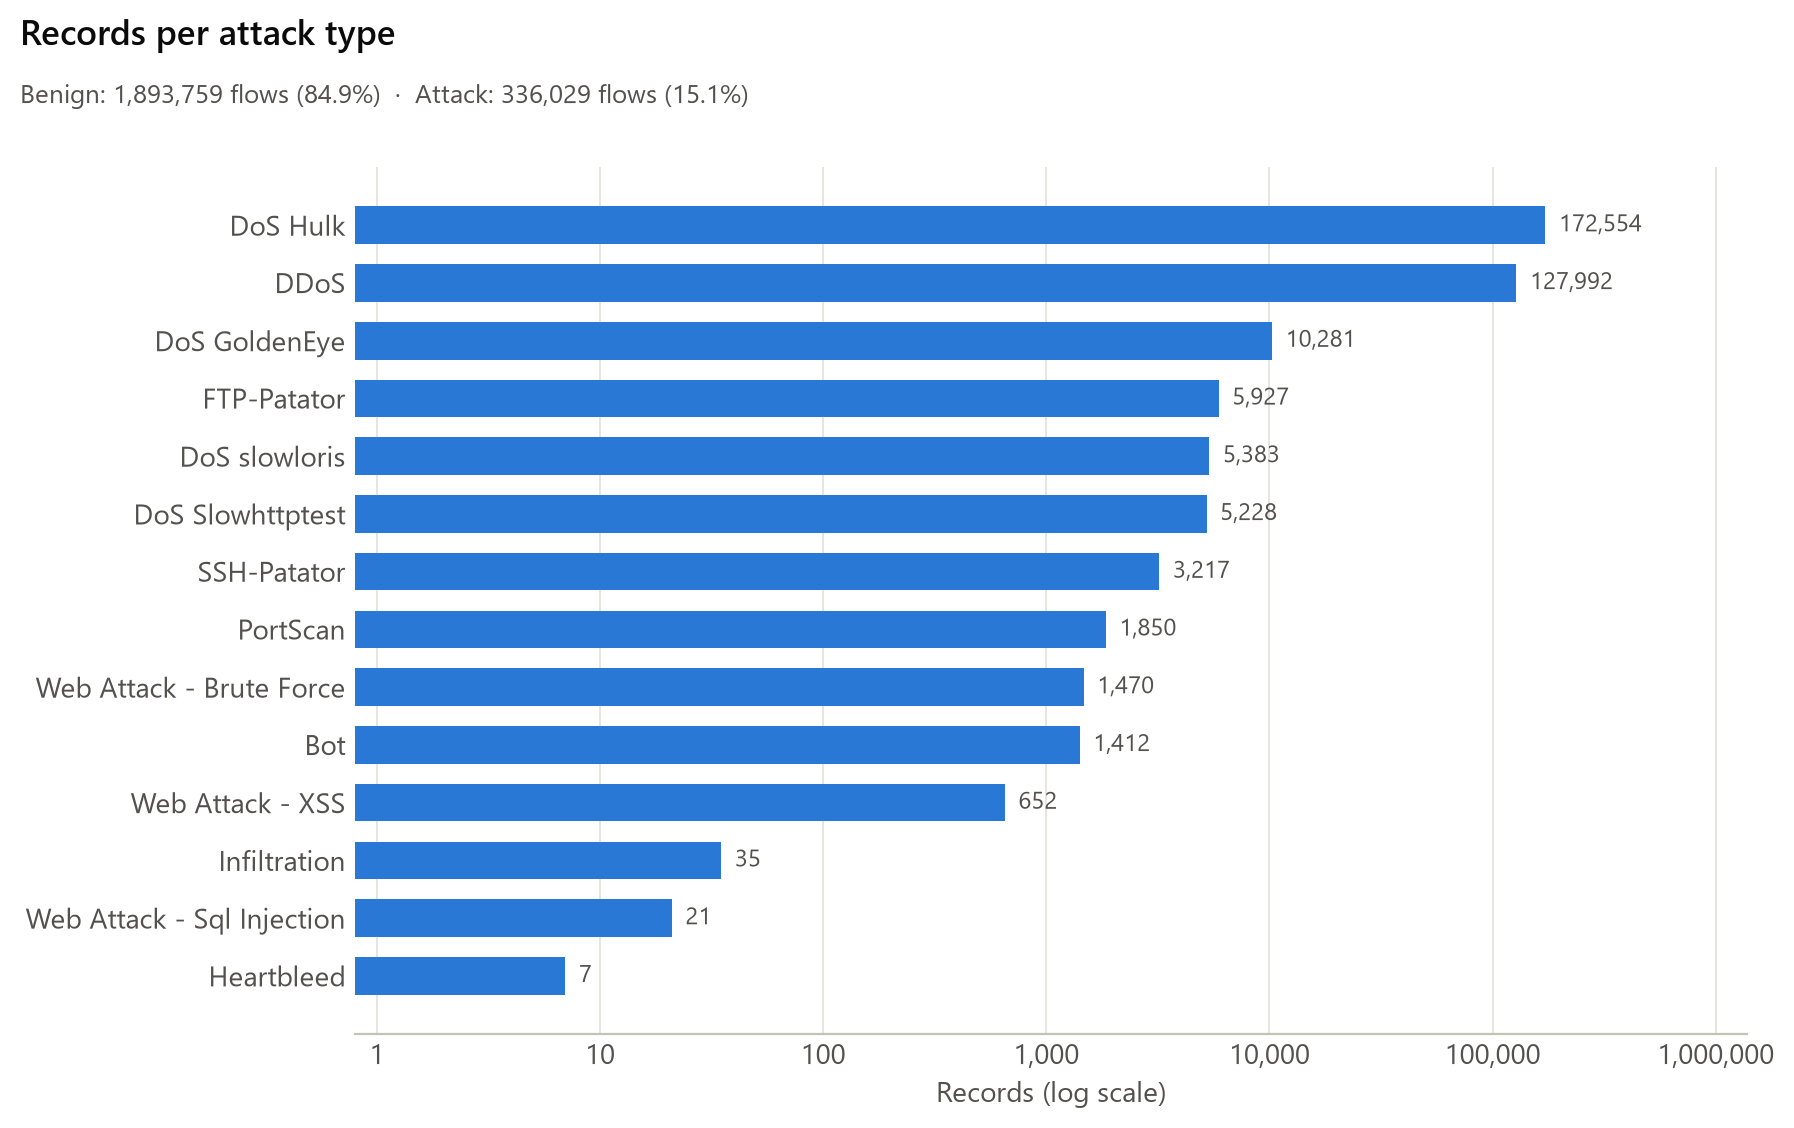 Records per attack type
Benign: 1,893,759 flows (84.9%) · Attack: 336,029 flows (15.1%)
DoS Hulk 172,554
DDoS 127,992
DoS GoldenEye 10,281
FTP-Patator 5,927
DoS slowloris 5,383
DoS Slowhttptest 5,228
SSH-Patator 3,217
PortScan 1,850
Web Attack - Brute Force 1,470
Bot 1,412
Web Attack - XSS 652
Infiltration 35
Web Attack - Sql Injection 21
Heartbleed 7
1 10 100 1,000 10,000 100,000 1,000,000
Records (log scale)